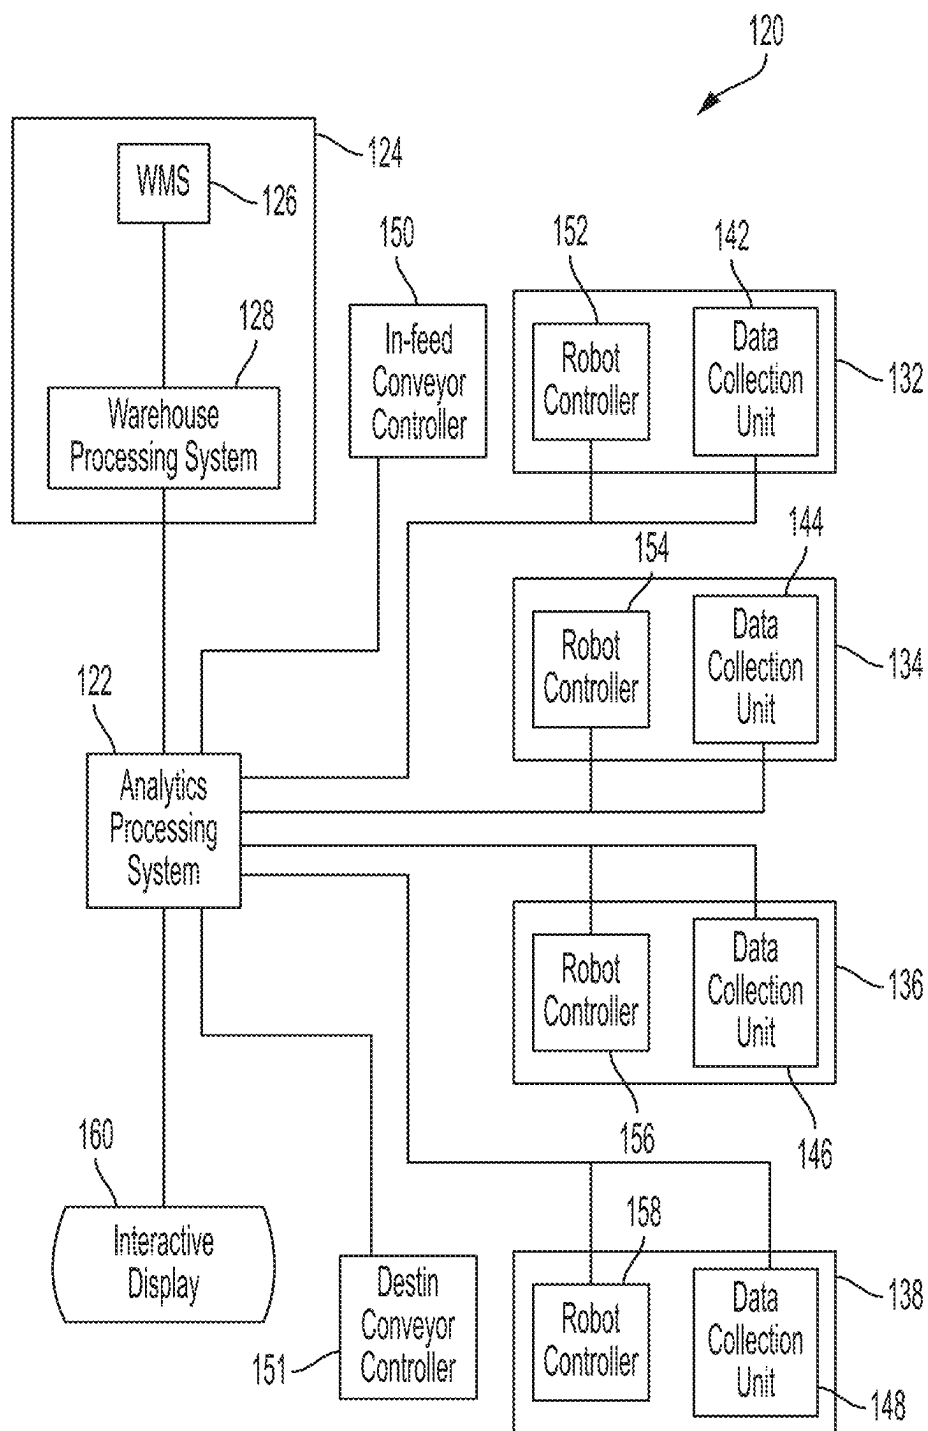 120
124
WMS
126
150
152
142
128
In-feed
Conveyor
Controller
Robot
Controller
Data
Collection
Unit
132
Warehouse
Processing System
154
144
Robot
Controller
Data
Collection
Unit
134
122
Analytics
Processing
System
Robot
Controller
Data
Collection
Unit
136
156
146
160
Interactive
Display
158
Destin
Conveyor
Controller
151
Robot
Controller
Data
Collection
Unit
138
148